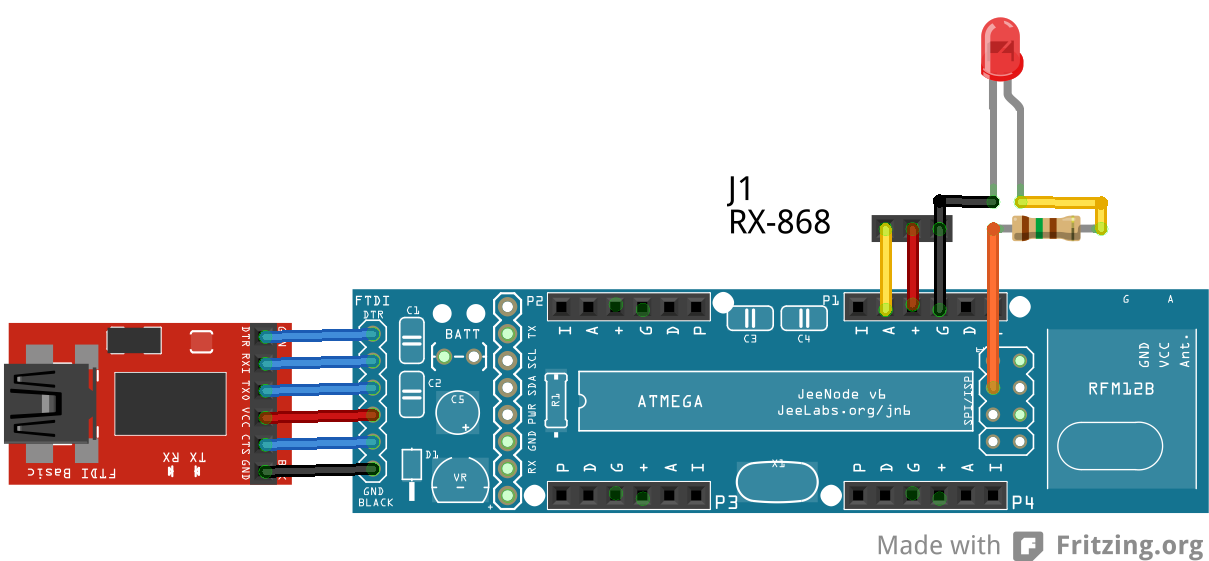 J1
RX-868
FTDI
DTR
C1
BATT
C2
C5
+
D1
VR
GND
BLACK
P2
I A + G D P
TX
SCL
SDA
PWR
GND
RX
+
R1
C3
C4
P1
I A + G D
ATMEGA
JeeNode v6
JeeLabs.org/jn6
SPI/ISP
X1
P D G + A I
P3
P D G + A I
P4
G A
GND
VCC
Ant.
RFM12B
DTR
RXI
TXO
VCC
CTS
GND
TX RX
FTDI Basic
Made with Fritzing.org